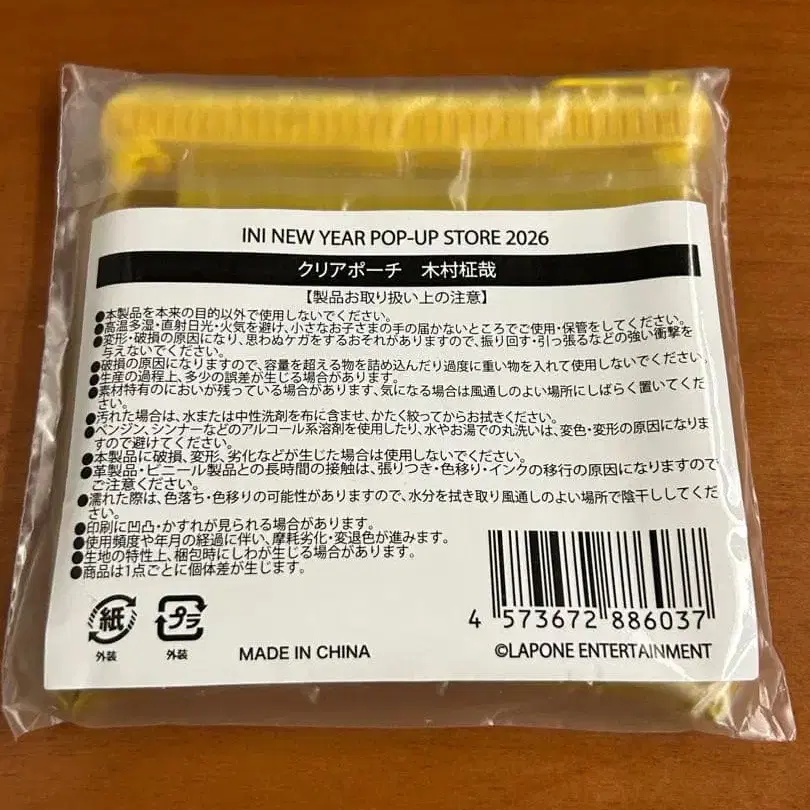 INI NEW YEAR POP-UP STORE 2026
クリアポーチ 木村柾哉
【製品お取り扱い上の注意】
●本製品を本来の目的以外で使用しないでください。
●高温多湿・直射日光・火気を避け、小さなお子さまの手の届かないところでご使用・保管をしてください。
●変形・破損の原因になり、思わぬケガをするおそれがありますので、振り回す・引っ張るなどの強い衝撃を
与えないでください。
●破損の原因になりますので、容量を超える物を詰め込んだり過度に重い物を入れて使用しないでください。
●生産の過程上、多少の誤差が生じる場合があります。
●素材特有のにおいが残っている場合があります、気になる場合は風通しのよい場所にしばらく置いてくだ
さい。
●汚れた場合は、水または中性洗剤を布に含ませ、かたく絞ってからお拭きください。
●ベンジン、シンナーなどのアルコール系溶剤を使用したり、水やお湯での丸洗いは、変色・変形の原因になりま
すので避けてください。
●本製品に破損、変形、劣化などが生じた場合は使用しないでください。
●革製品・ビニール製品との長時間の接触は、張りつき・色移り・インクの移行の原因になりますので
ご注意ください。
●濡れた際は、色落ち・色移りの可能性がありますので、水分を拭き取り風通しのよい場所で陰干ししてくだ
さい。
●印刷に凹凸・かすれが見られる場合があります。
●使用頻度や年月の経過に伴い、摩耗劣化・変退色が進みます。
●生地の特性上、梱包時にしわが生じる場合があります。
●商品は1点ごとに個体差が生じます。
紙
外装
プラ
外装
MADE IN CHINA
4 573672 886037
©LAPONE ENTERTAINMENT